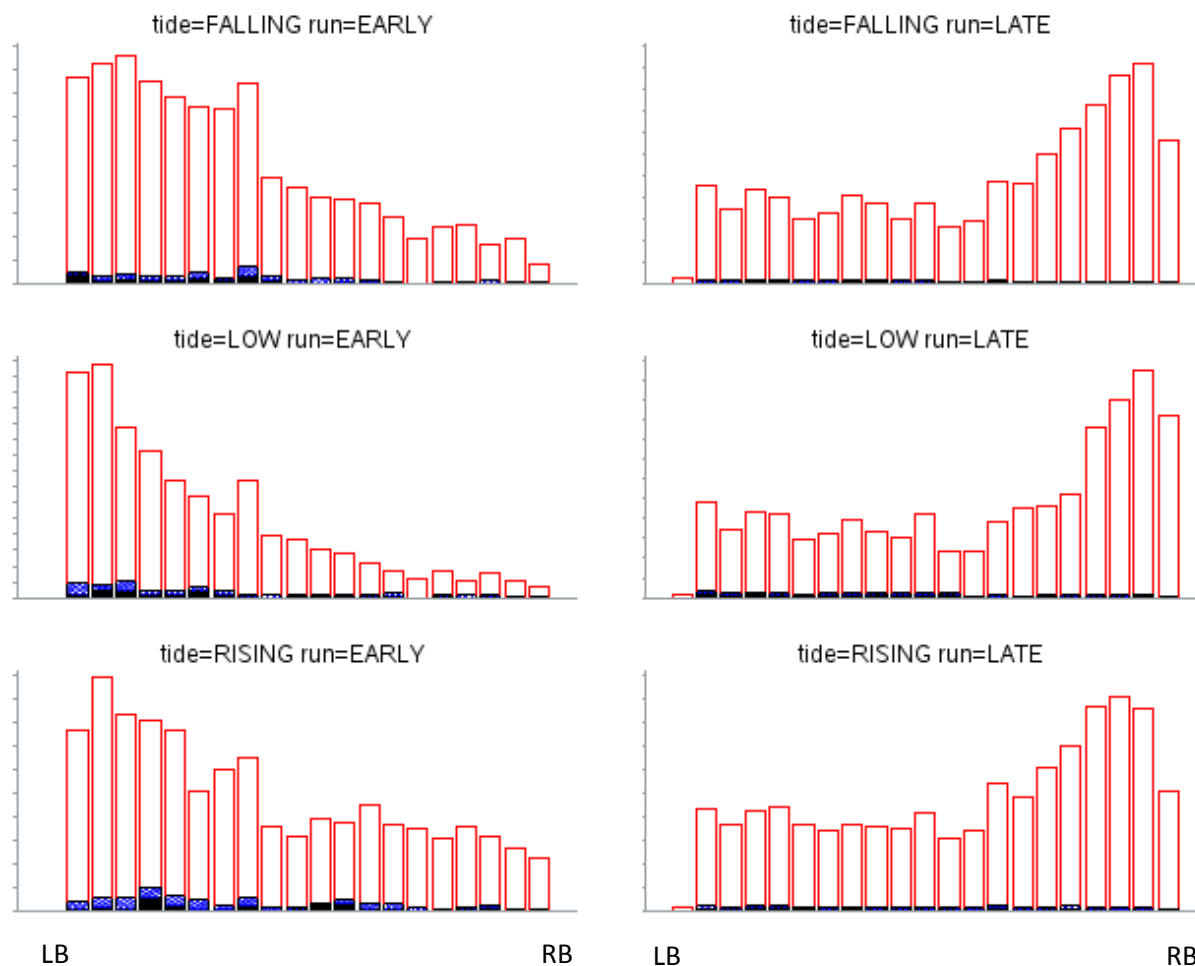 tide=FALLING run=EARLY
tide=FALLING run=LATE
tide=LOW run=EARLY
tide=LOW run=LATE
tide=RISING run=EARLY
tide=RISING run=LATE
LB RB LB RB